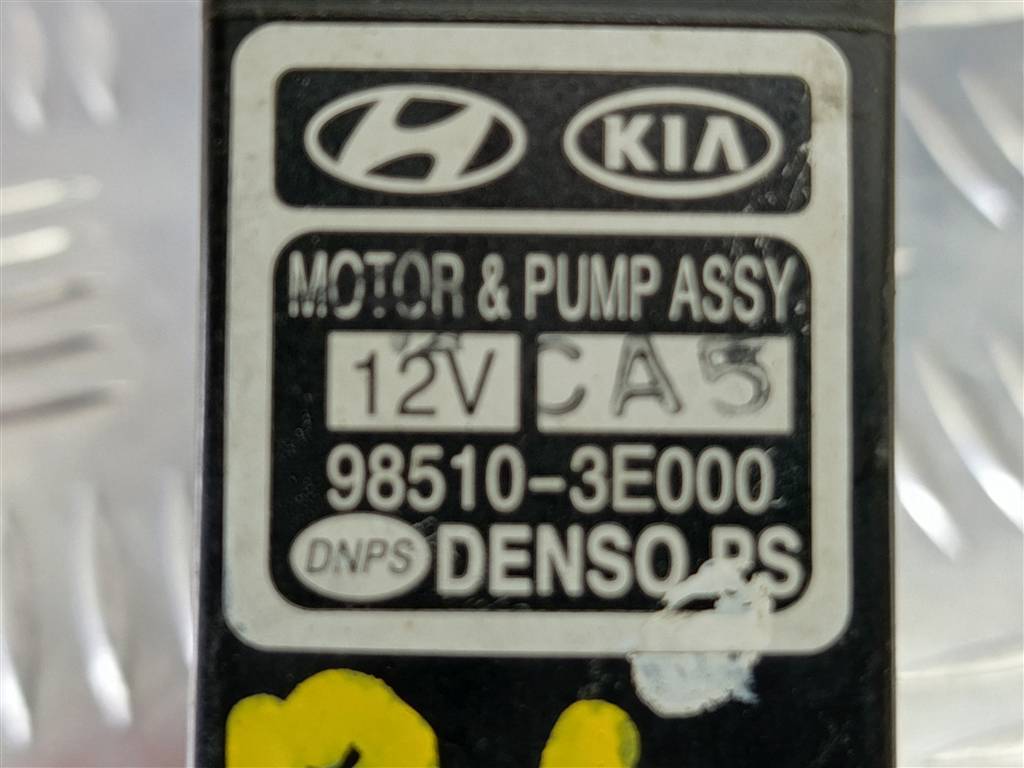 KIA
MOTOR & PUMP ASSY
12V CA5
98510-3E000
DNPS DENSO PS